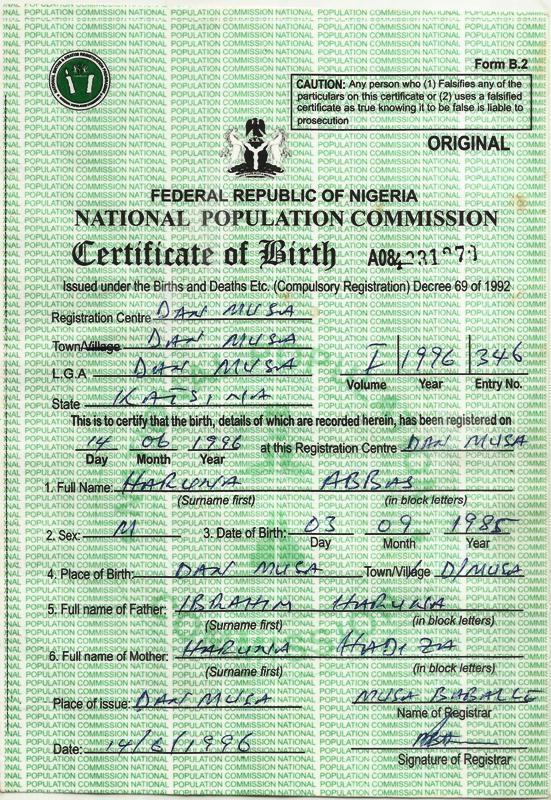 Form B.2
CAUTION: Any person who (1) Falsifies any of the
particulars on this certificate or (2) uses a falsified
certificate as true knowing it to be false is liable to
prosecution
ORIGINAL
FEDERAL REPUBLIC OF NIGERIA
NATIONAL POPULATION COMMISSION
Certificate of Birth
Issued under the Births and Deaths Etc. (Compulsory Registration) Decree 69 of 1992
Registration Centre DAN MUSA
Town/Village DAN MUSA
L.G.A DAN MUSA
I 1996 346
Volume Year Entry No.
State KATSINA
This is to certify that the birth, details of which are recorded herein, has been registered on
14 06 1996 at this Registration Centre DAN MUSA
Day Month Year
1. Full Name: HARUNA ABBAS
(Surname first) (in block letters)
2. Sex: M 3. Date of Birth: 03 09 1985
Day Month Year
4. Place of Birth: DAN MUSA Town/Village D/MUSA
5. Full name of Father: IBRAHIM HARUNA
(Surname first) (in block letters)
6. Full name of Mother: HARUNA HADIZA
(Surname first) (in block letters)
Place of issue: DAN MUSA MUSA BABALLE
Name of Registrar
Date: 14/6/1996
Signature of Registrar